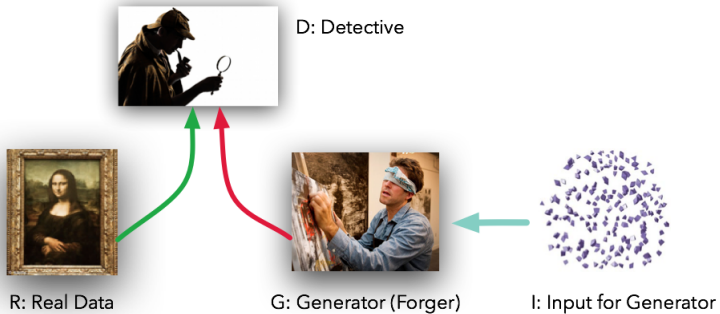 D: Detective
R: Real Data
G: Generator (Forger)
I: Input for Generator